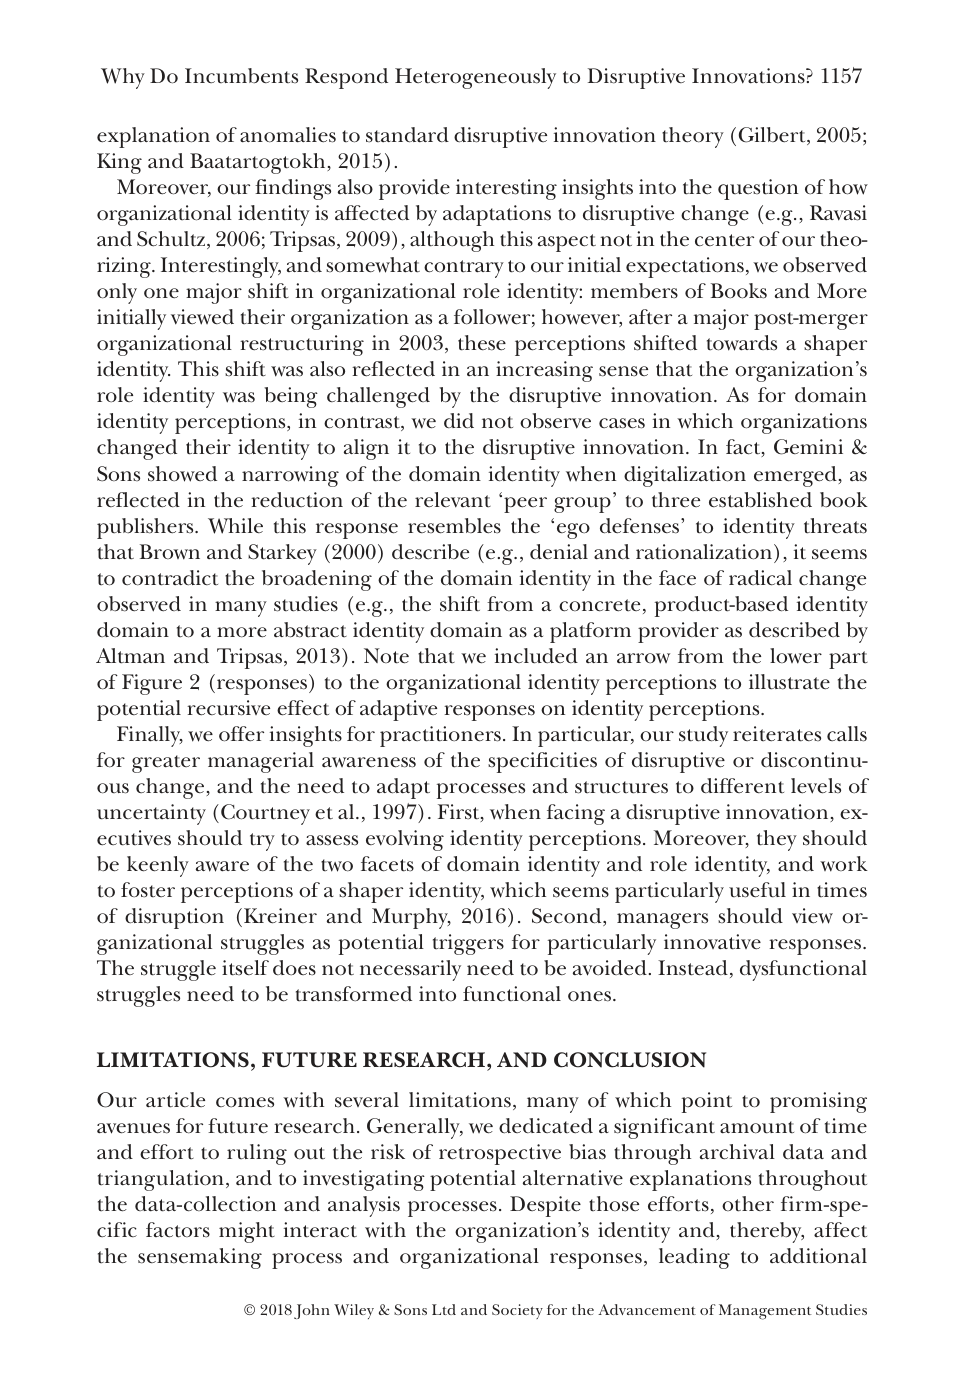 Why Do Incumbents Respond Heterogeneously to Disruptive Innovations? 1157
explanation of anomalies to standard disruptive innovation theory (Gilbert, 2005;
King and Baatartogtokh, 2015).
Moreover, our findings also provide interesting insights into the question of how
organizational identity is affected by adaptations to disruptive change (e.g., Ravasi
and Schultz, 2006; Tripsas, 2009), although this aspect not in the center of our theo-
rizing. Interestingly, and somewhat contrary to our initial expectations, we observed
only one major shift in organizational role identity: members of Books and More
initially viewed their organization as a follower; however, after a major post-merger
organizational restructuring in 2003, these perceptions shifted towards a shaper
identity. This shift was also reflected in an increasing sense that the organization’s
role identity was being challenged by the disruptive innovation. As for domain
identity perceptions, in contrast, we did not observe cases in which organizations
changed their identity to align it to the disruptive innovation. In fact, Gemini &
Sons showed a narrowing of the domain identity when digitalization emerged, as
reflected in the reduction of the relevant ‘peer group’ to three established book
publishers. While this response resembles the ‘ego defenses’ to identity threats
that Brown and Starkey (2000) describe (e.g., denial and rationalization), it seems
to contradict the broadening of the domain identity in the face of radical change
observed in many studies (e.g., the shift from a concrete, product-based identity
domain to a more abstract identity domain as a platform provider as described by
Altman and Tripsas, 2013). Note that we included an arrow from the lower part
of Figure 2 (responses) to the organizational identity perceptions to illustrate the
potential recursive effect of adaptive responses on identity perceptions.
Finally, we offer insights for practitioners. In particular, our study reiterates calls
for greater managerial awareness of the specificities of disruptive or discontinu-
ous change, and the need to adapt processes and structures to different levels of
uncertainty (Courtney et al., 1997). First, when facing a disruptive innovation, ex-
ecutives should try to assess evolving identity perceptions. Moreover, they should
be keenly aware of the two facets of domain identity and role identity, and work
to foster perceptions of a shaper identity, which seems particularly useful in times
of disruption (Kreiner and Murphy, 2016). Second, managers should view or-
ganizational struggles as potential triggers for particularly innovative responses.
The struggle itself does not necessarily need to be avoided. Instead, dysfunctional
struggles need to be transformed into functional ones.
LIMITATIONS, FUTURE RESEARCH, AND CONCLUSION
Our article comes with several limitations, many of which point to promising
avenues for future research. Generally, we dedicated a significant amount of time
and effort to ruling out the risk of retrospective bias through archival data and
triangulation, and to investigating potential alternative explanations throughout
the data-collection and analysis processes. Despite those efforts, other firm-spe-
cific factors might interact with the organization’s identity and, thereby, affect
the sensemaking process and organizational responses, leading to additional
© 2018 John Wiley & Sons Ltd and Society for the Advancement of Management Studies